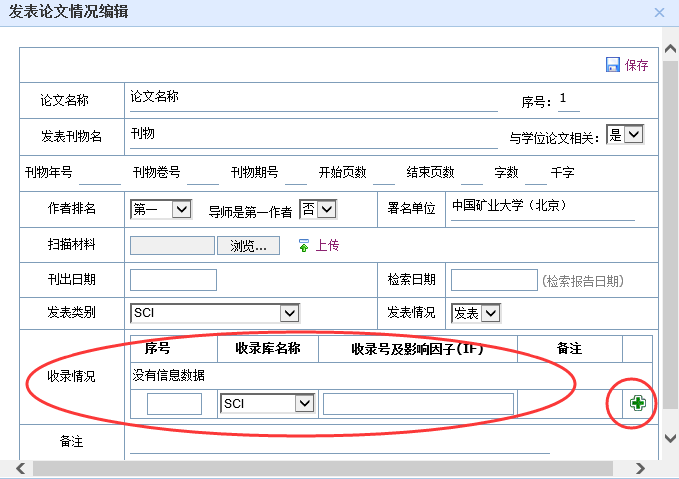 发表论文情况编辑
保存
论文名称 论文名称 序号： 1
发表刊物名 刊物 与学位论文相关： 是
刊物年号 刊物卷号 刊物期号 开始页数 结束页数 字数 千字
作者排名 第一 导师是第一作者 否 署名单位 中国矿业大学（北京）
扫描材料 浏览... 上传
刊出日期 检索日期 (检索报告日期)
发表类别 SCI 发表情况 发表
序号 收录库名称 收录号及影响因子(IF) 备注
收录情况 没有信息数据
SCI
备注